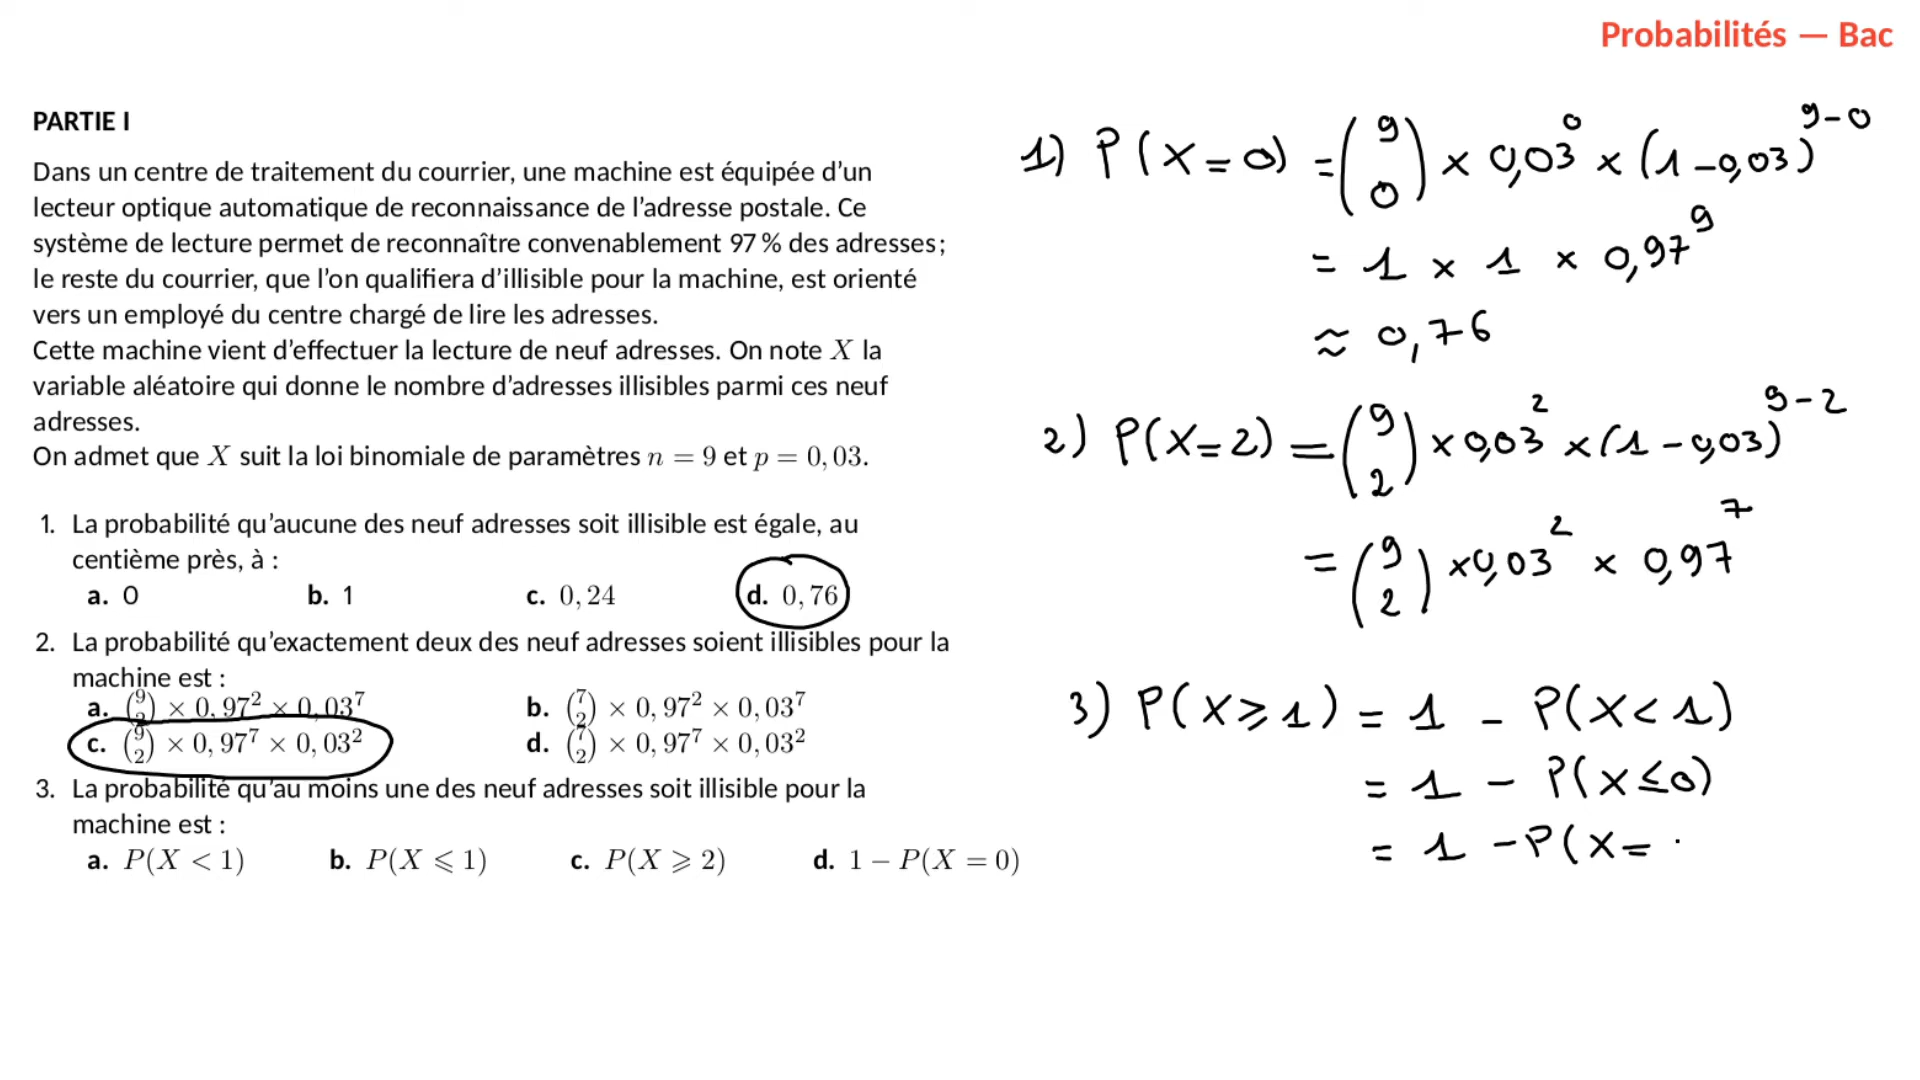 Probabilités — Bac
PARTIE I
Dans un centre de traitement du courrier, une machine est équipée d’un
lecteur optique automatique de reconnaissance de l’adresse postale. Ce
système de lecture permet de reconnaître convenablement 97 % des adresses;
le reste du courrier, que l’on qualifiera d’illisible pour la machine, est orienté
vers un employé du centre chargé de lire les adresses.
Cette machine vient d’effectuer la lecture de neuf adresses. On note X la
variable aléatoire qui donne le nombre d’adresses illisibles parmi ces neuf
adresses.
On admet que X suit la loi binomiale de paramètres n = 9 et p = 0, 03.
1. La probabilité qu’aucune des neuf adresses soit illisible est égale, au
centième près, à :
a. 0 b. 1 c. 0, 24 d. 0, 76
2. La probabilité qu’exactement deux des neuf adresses soient illisibles pour la
machine est :
a. (9 2) × 0, 97² × 0, 03⁷ b. (7 2) × 0, 97² × 0, 03⁷
c. (9 2) × 0, 97⁷ × 0, 03² d. (7 2) × 0, 97⁷ × 0, 03²
3. La probabilité qu’au moins une des neuf adresses soit illisible pour la
machine est :
a. P(X < 1) b. P(X ⩽ 1) c. P(X ⩾ 2) d. 1 − P(X = 0)
1) P(X=0) = (9 0) × 0,03⁰ × (1-0,03)⁹⁻⁰
= 1 × 1 × 0,97⁹
≈ 0,76
2) P(X=2) = (9 2) × 0,03² × (1-0,03)⁹⁻²
= (9 2) × 0,03² × 0,97⁷
3) P(X⩾1) = 1 - P(X<1)
= 1 - P(X≤0)
= 1 - P(X=